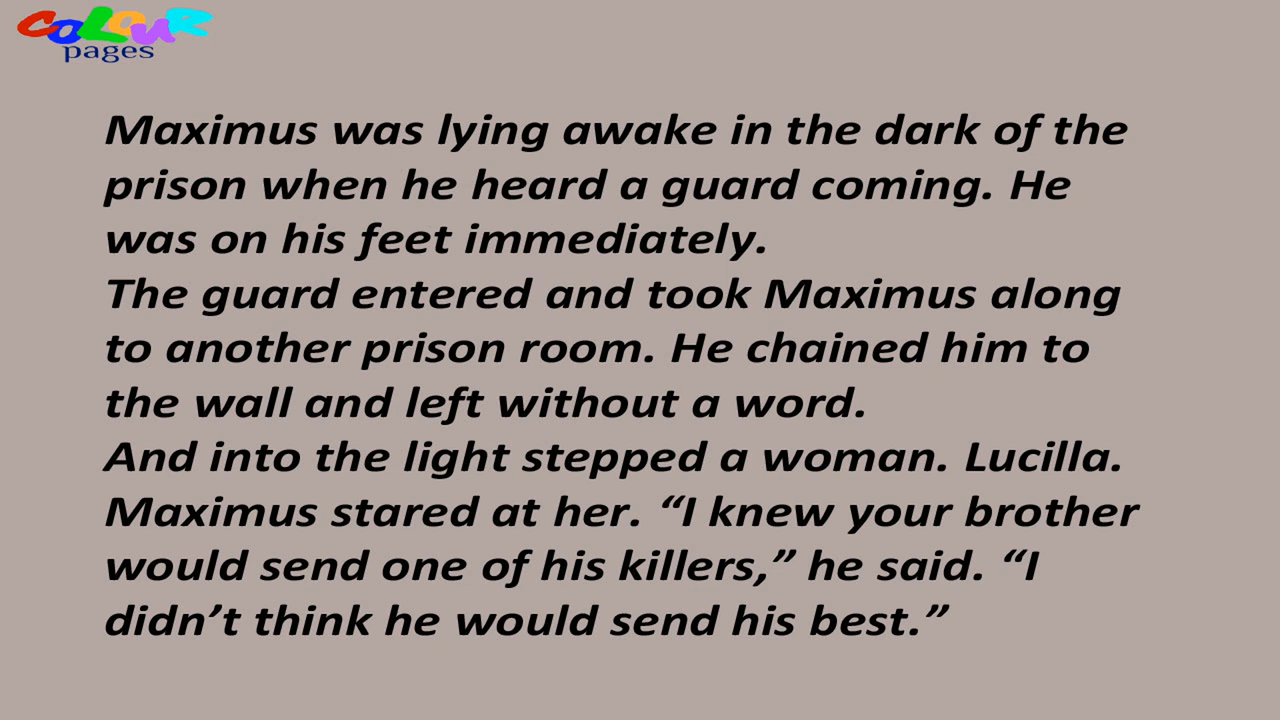 COLOUR
pages
Maximus was lying awake in the dark of the
prison when he heard a guard coming. He
was on his feet immediately.
The guard entered and took Maximus along
to another prison room. He chained him to
the wall and left without a word.
And into the light stepped a woman. Lucilla.
Maximus stared at her. “I knew your brother
would send one of his killers,” he said. “I
didn’t think he would send his best.”